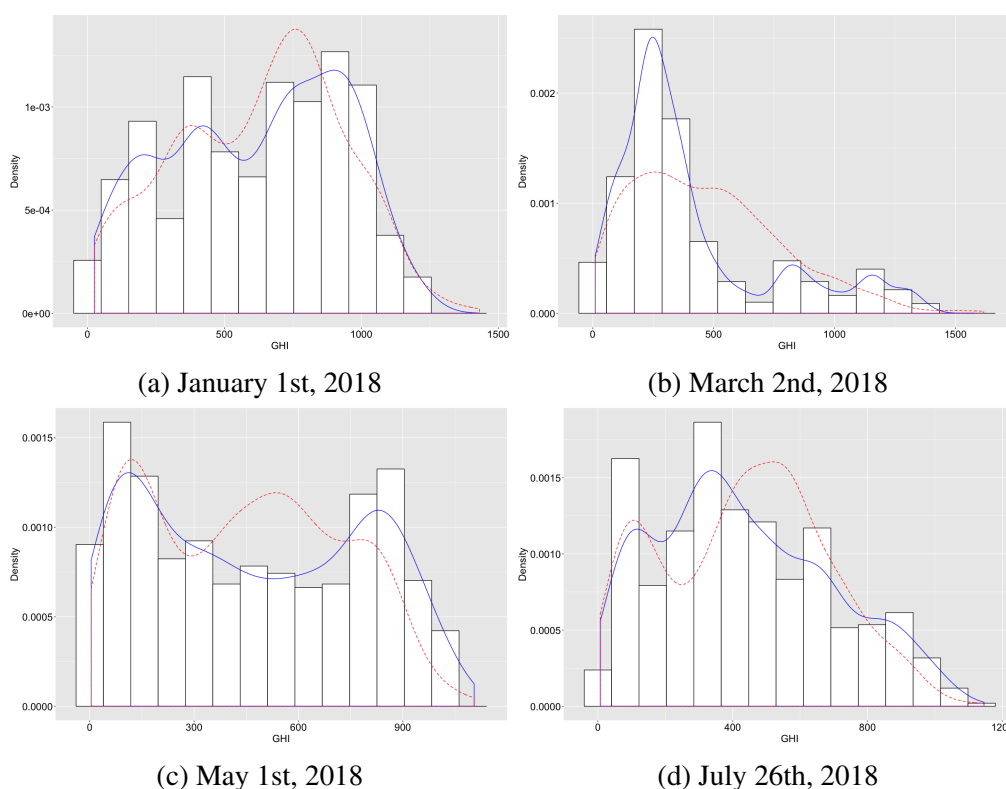 1e-03
5e-04
0e+00
Density
0
500
1000
1500
GHI
(a) January 1st, 2018
0.002
0.001
0.000
Density
0
500
1000
1500
GHI
(b) March 2nd, 2018
0.0015
0.0010
0.0005
0.0000
Density
0
300
600
900
GHI
(c) May 1st, 2018
0.0015
0.0010
0.0005
0.0000
Density
0
400
800
120
GHI
(d) July 26th, 2018